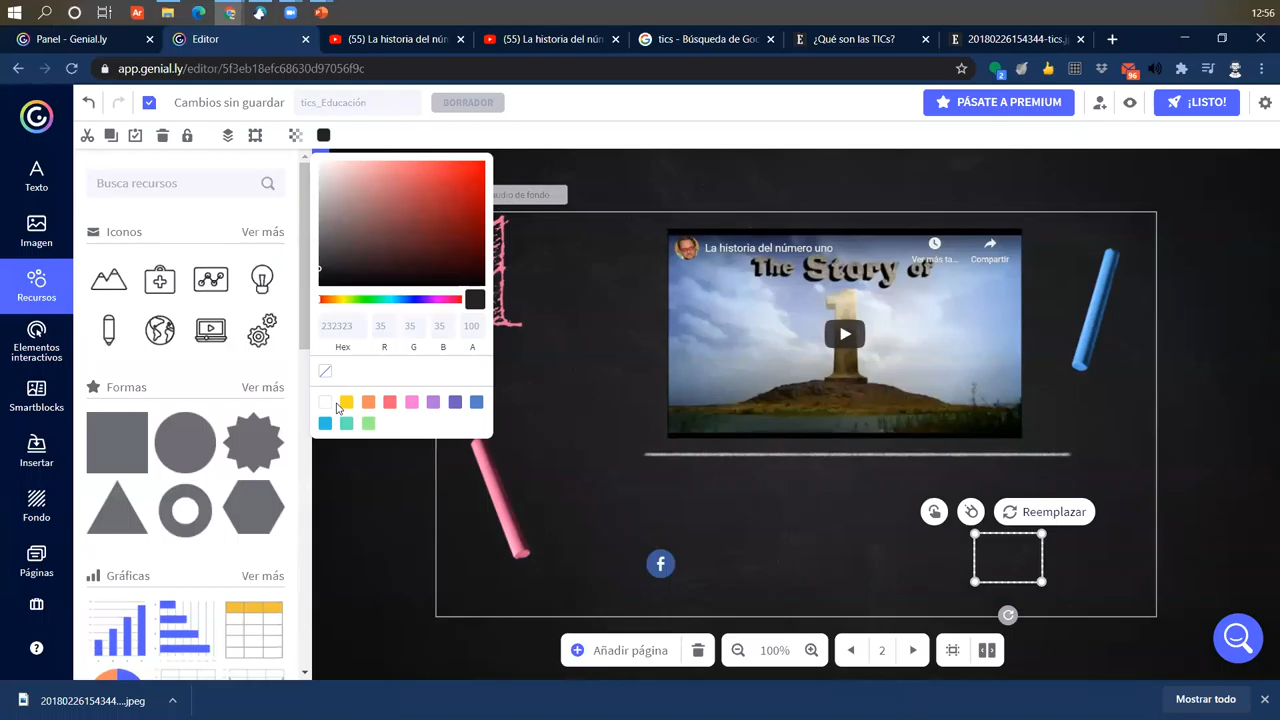 12:56
Panel - Genial.ly
Editor
(55) La historia del núm
(55) La historia del núm
tics - Búsqueda de Goo
¿Qué son las TICs?
20180226154344-tics.j
app.genial.ly/editor/5f3eb18efc68630d97056f9c
2
96
Cambios sin guardar
tics_Educación
BORRADOR
PÁSATE A PREMIUM
¡LISTO!
Texto
Imagen
Recursos
Elementos
interactivos
Smartblocks
Insertar
Fondo
Páginas
Busca recursos
Iconos
Ver más
Formas
Ver más
Gráficas
Ver más
232323
35
35
35
100
Hex
R
G
B
A
audio de fondo
La historia del número uno
Ver más ta...
Compartir
The Story of
1
Reemplazar
Añadir página
100%
2
20180226154344....jpeg
Mostrar todo